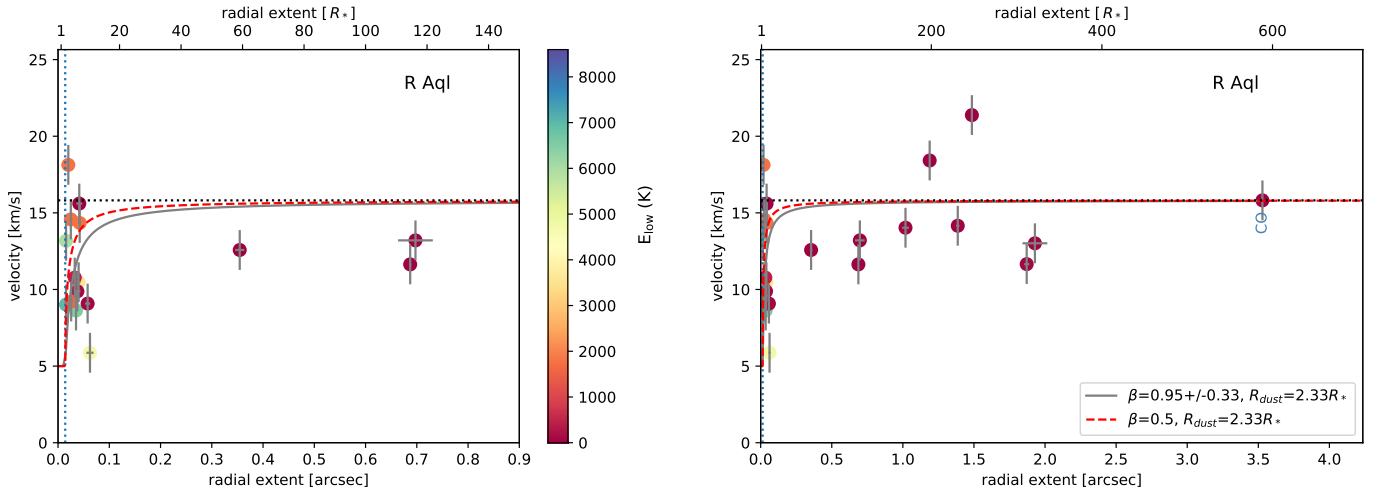 radial extent [R*]
1 20 40 60 80 100 120 140
25
20
15
10
5
0
velocity [km/s]
R Aql
0.0 0.1 0.2 0.3 0.4 0.5 0.6 0.7 0.8 0.9
radial extent [arcsec]
8000
7000
6000
5000
4000
3000
2000
1000
0
E_low (K)
radial extent [R*]
1 200 400 600
25
20
15
10
5
0
velocity [km/s]
R Aql
CO
β=0.95+/-0.33, R_dust=2.33R*
β=0.5, R_dust=2.33R*
0.0 0.5 1.0 1.5 2.0 2.5 3.0 3.5 4.0
radial extent [arcsec]